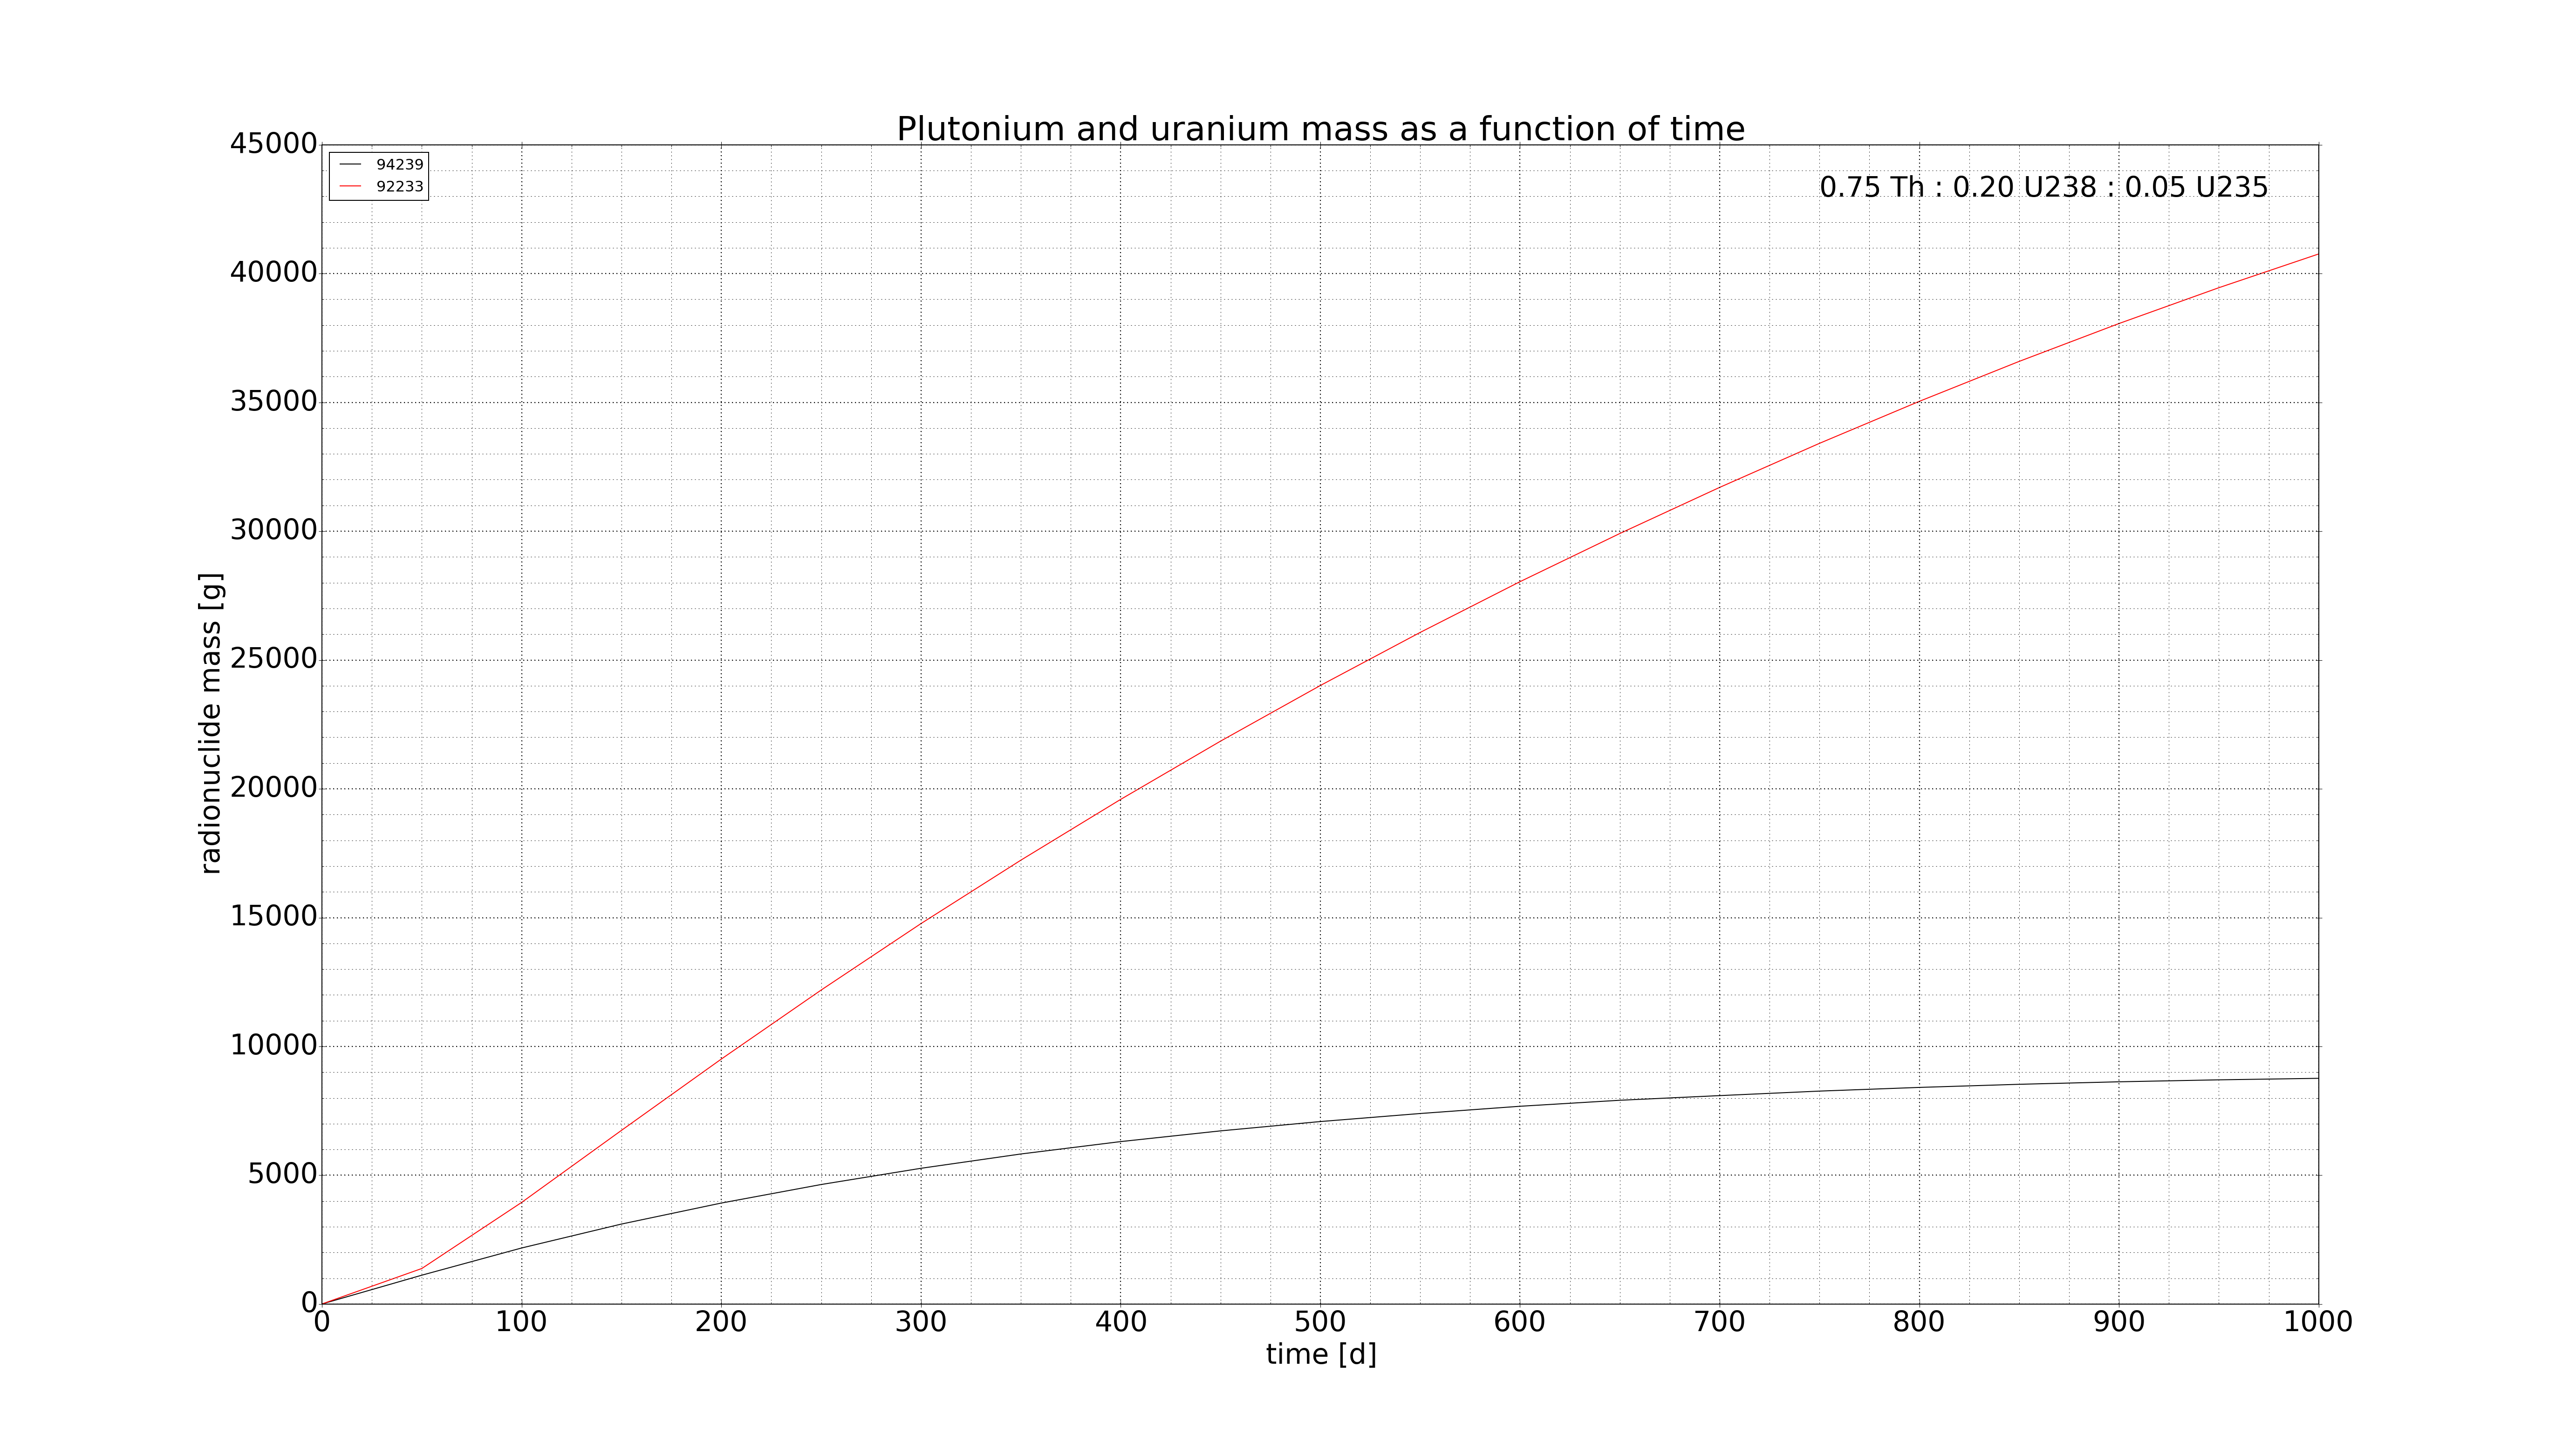 Plutonium and uranium mass as a function of time
94239
92233
0.75 Th : 0.20 U238 : 0.05 U235
45000
40000
35000
30000
25000
20000
15000
10000
5000
0
radionuclide mass [g]
0 100 200 300 400 500 600 700 800 900 1000
time [d]